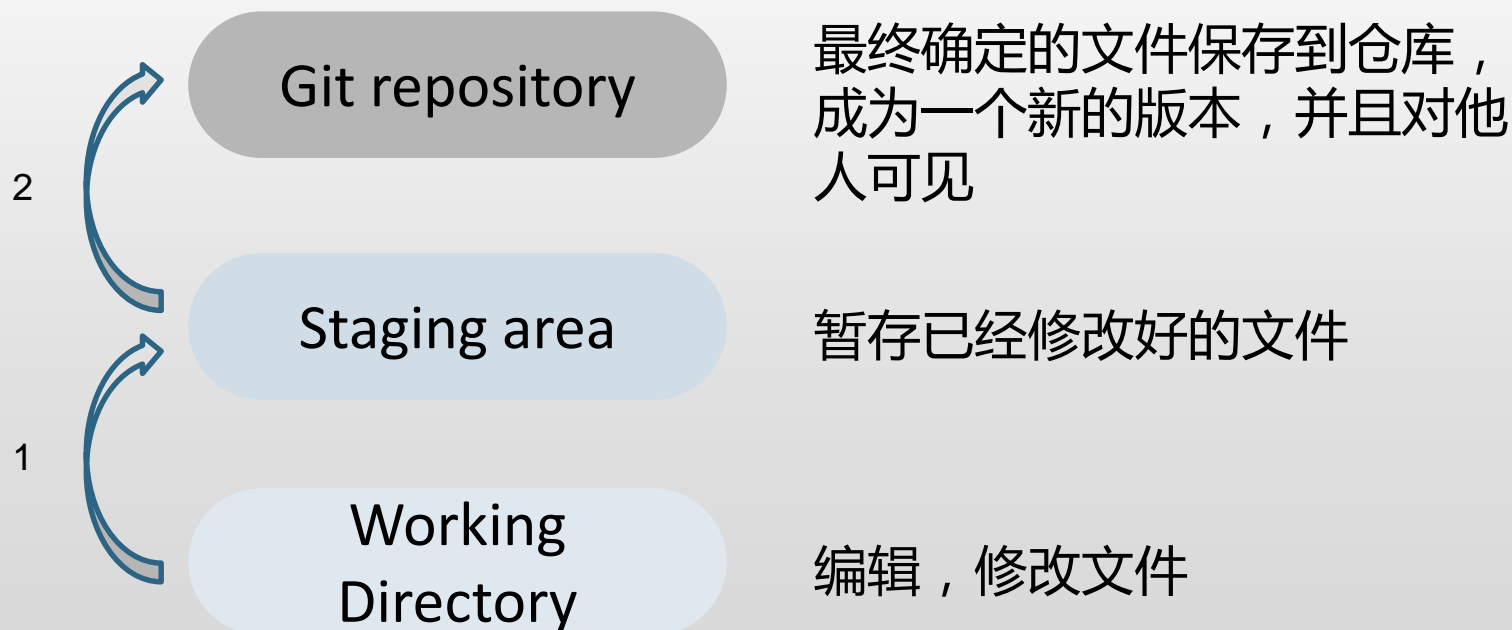 Git repository
最终确定的文件保存到仓库，
成为一个新的版本，并且对他
人可见
2
Staging area
暂存已经修改好的文件
1
Working
Directory
编辑，修改文件